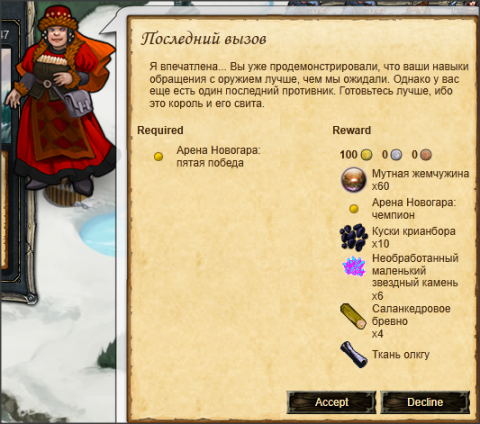 47
Последний вызов
Я впечатлена... Вы уже продемонстрировали, что ваши навыки
обращения с оружием лучше, чем мы ожидали. Однако у вас
еще есть один последний противник. Готовьтесь лучше, ибо
это король и его свита.
Required
Арена Новогара:
пятая победа
Reward
100 0 0
Мутная жемчужина
x60
Арена Новогара:
чемпион
Куски крианбора
x10
Необработанный
маленький
звездный камень
x6
Саланкедровое
бревно
x4
Ткань олкгу
Accept Decline